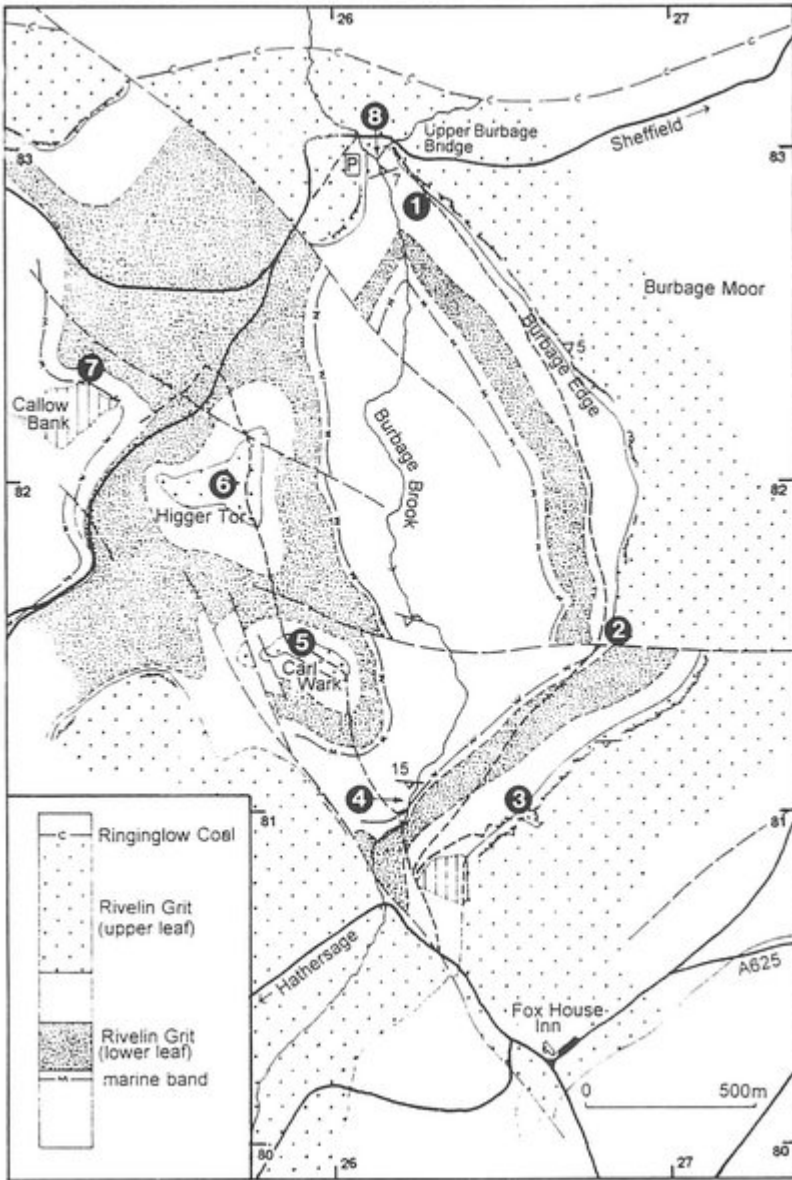 26
27
C
C
C
C
8
Upper Burbage
Bridge
Sheffield
83
83
P
7
1
Burbage Moor
5
Burbage Edge
7
Callow
Bank
Burbage
Brook
82
82
6
Higger Tor
2
5
Carl
Wark
15
4
3
81
81
C
Ringinglow Coal
Rivelin Grit
(upper leaf)
Rivelin Grit
(lower leaf)
marine band
Hathersage
A625
Fox House
Inn
0
500m
80
80
26
27